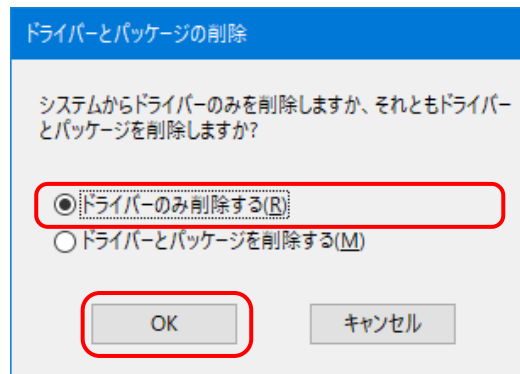 ドライバーとパッケージの削除
システムからドライバーのみを削除しますか、それともドライバー
とパッケージを削除しますか?
ドライバーのみ削除する(R)
ドライバーとパッケージを削除する(M)
OK キャンセル